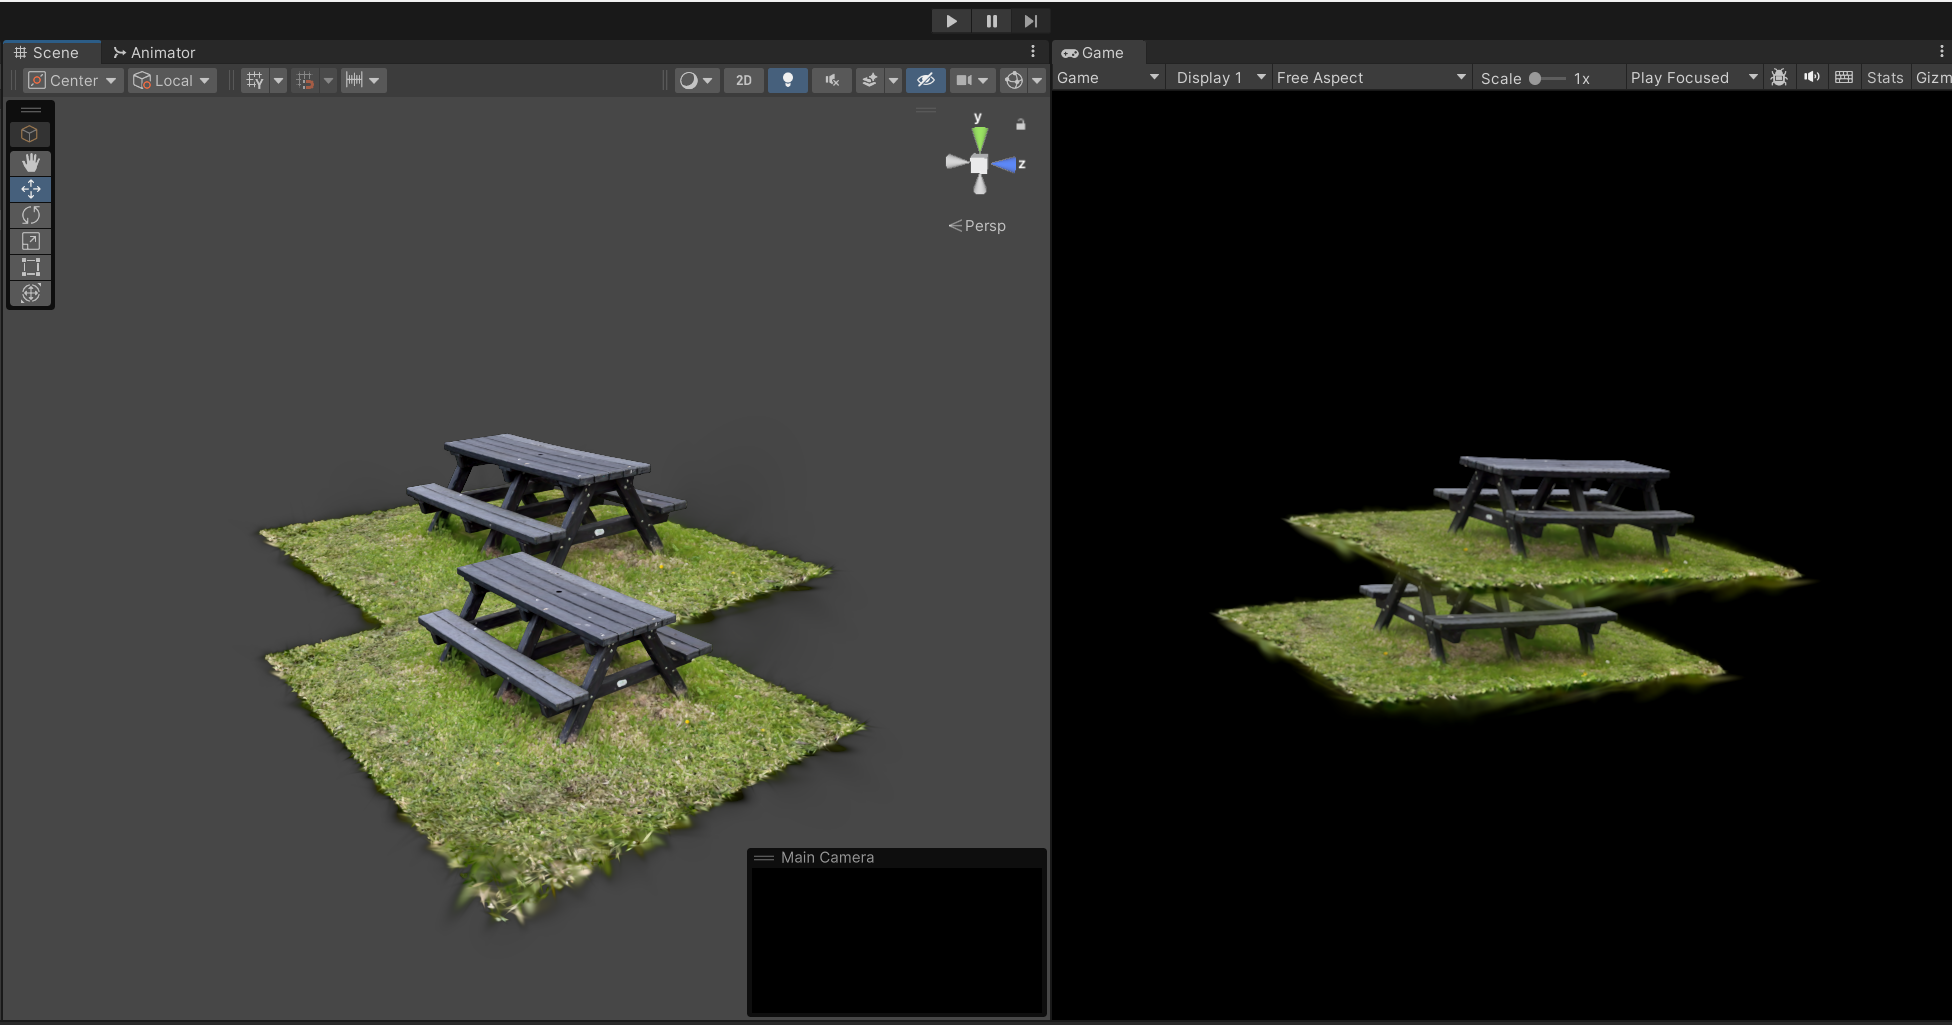 Scene
Animator
Game
Center
Local
2D
Game
Display 1
Free Aspect
Scale
1x
Play Focused
Stats
Gizm
y
z
Persp
Main Camera